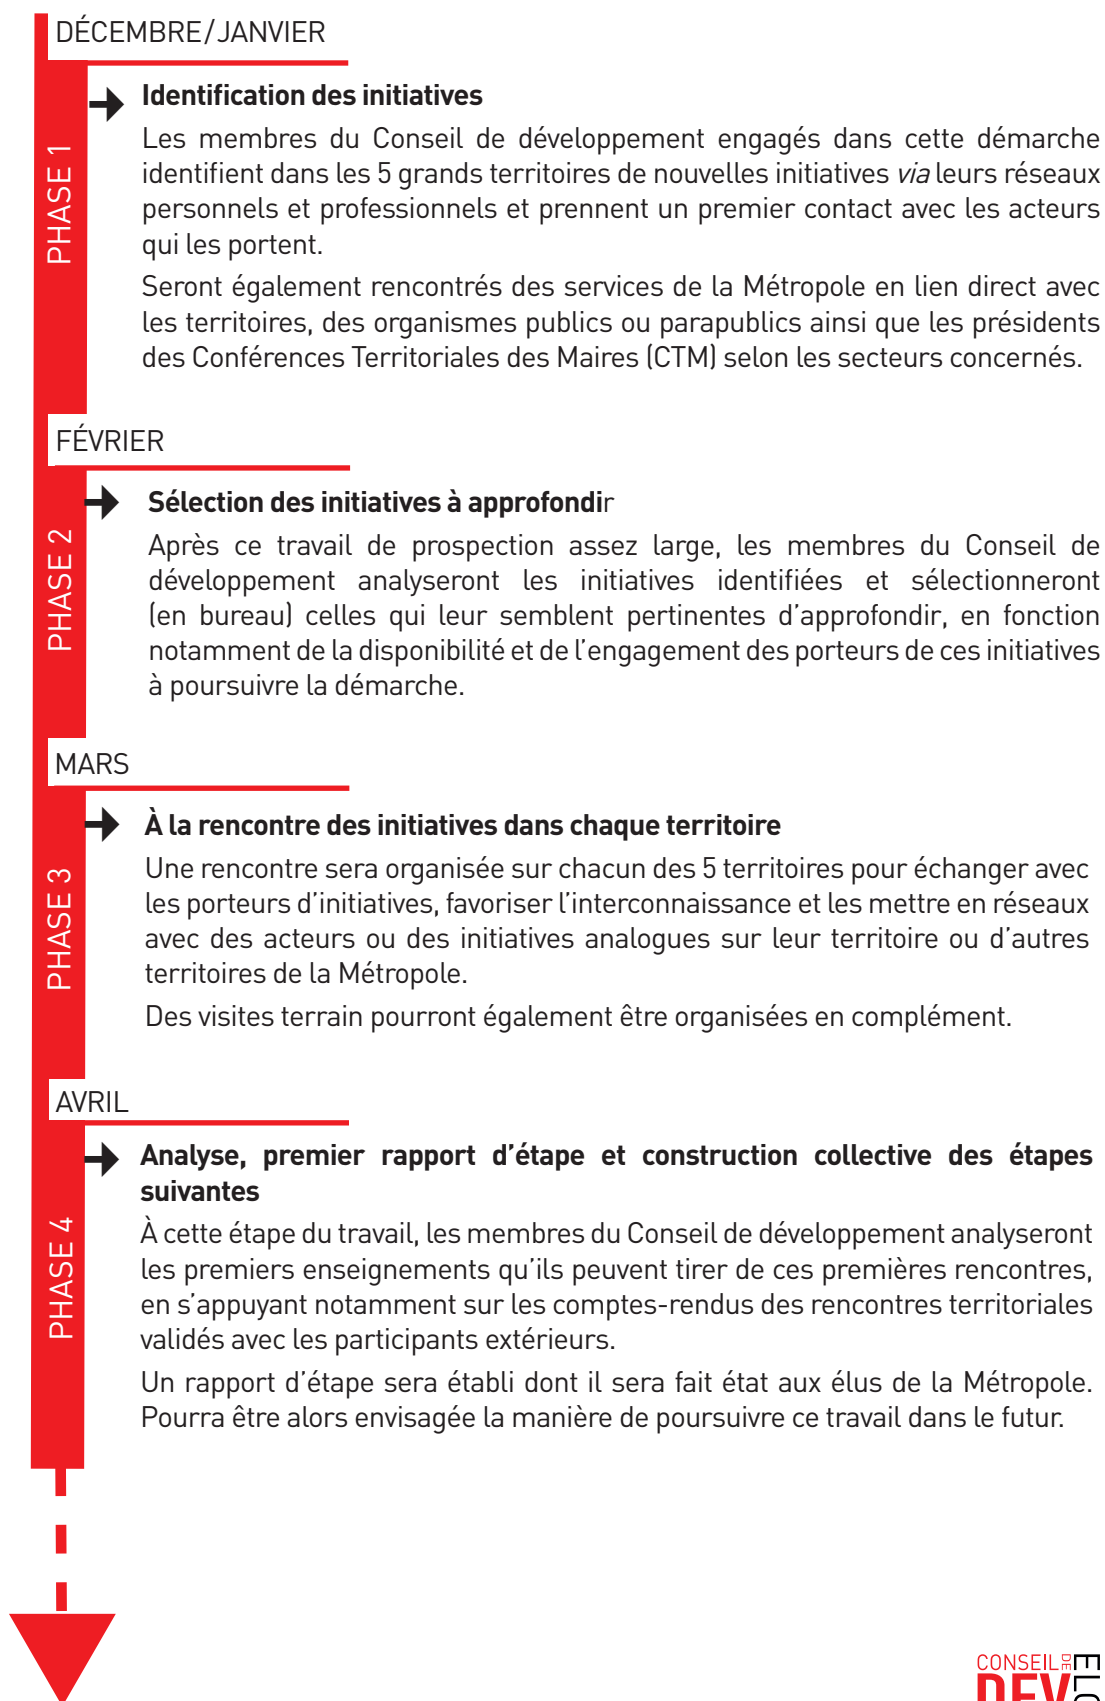 DÉCEMBRE/JANVIER
PHASE 1
Identification des initiatives
Les membres du Conseil de développement engagés dans cette démarche
identifient dans les 5 grands territoires de nouvelles initiatives via leurs réseaux
personnels et professionnels et prennent un premier contact avec les acteurs
qui les portent.
Seront également rencontrés des services de la Métropole en lien direct avec
les territoires, des organismes publics ou parapublics ainsi que les présidents
des Conférences Territoriales des Maires (CTM) selon les secteurs concernés.
FÉVRIER
PHASE 2
Sélection des initiatives à approfondir
Après ce travail de prospection assez large, les membres du Conseil de
développement analyseront les initiatives identifiées et sélectionneront
(en bureau) celles qui leur semblent pertinentes d’approfondir, en fonction
notamment de la disponibilité et de l’engagement des porteurs de ces initiatives
à poursuivre la démarche.
MARS
PHASE 3
À la rencontre des initiatives dans chaque territoire
Une rencontre sera organisée sur chacun des 5 territoires pour échanger avec
les porteurs d’initiatives, favoriser l’interconnaissance et les mettre en réseaux
avec des acteurs ou des initiatives analogues sur leur territoire ou d’autres
territoires de la Métropole.
Des visites terrain pourront également être organisées en complément.
AVRIL
PHASE 4
Analyse, premier rapport d’étape et construction collective des étapes
suivantes
À cette étape du travail, les membres du Conseil de développement analyseront
les premiers enseignements qu’ils peuvent tirer de ces premières rencontres,
en s’appuyant notamment sur les comptes-rendus des rencontres territoriales
validés avec les participants extérieurs.
Un rapport d’étape sera établi dont il sera fait état aux élus de la Métropole.
Pourra être alors envisagée la manière de poursuivre ce travail dans le futur.
CONSEIL DE
DEV